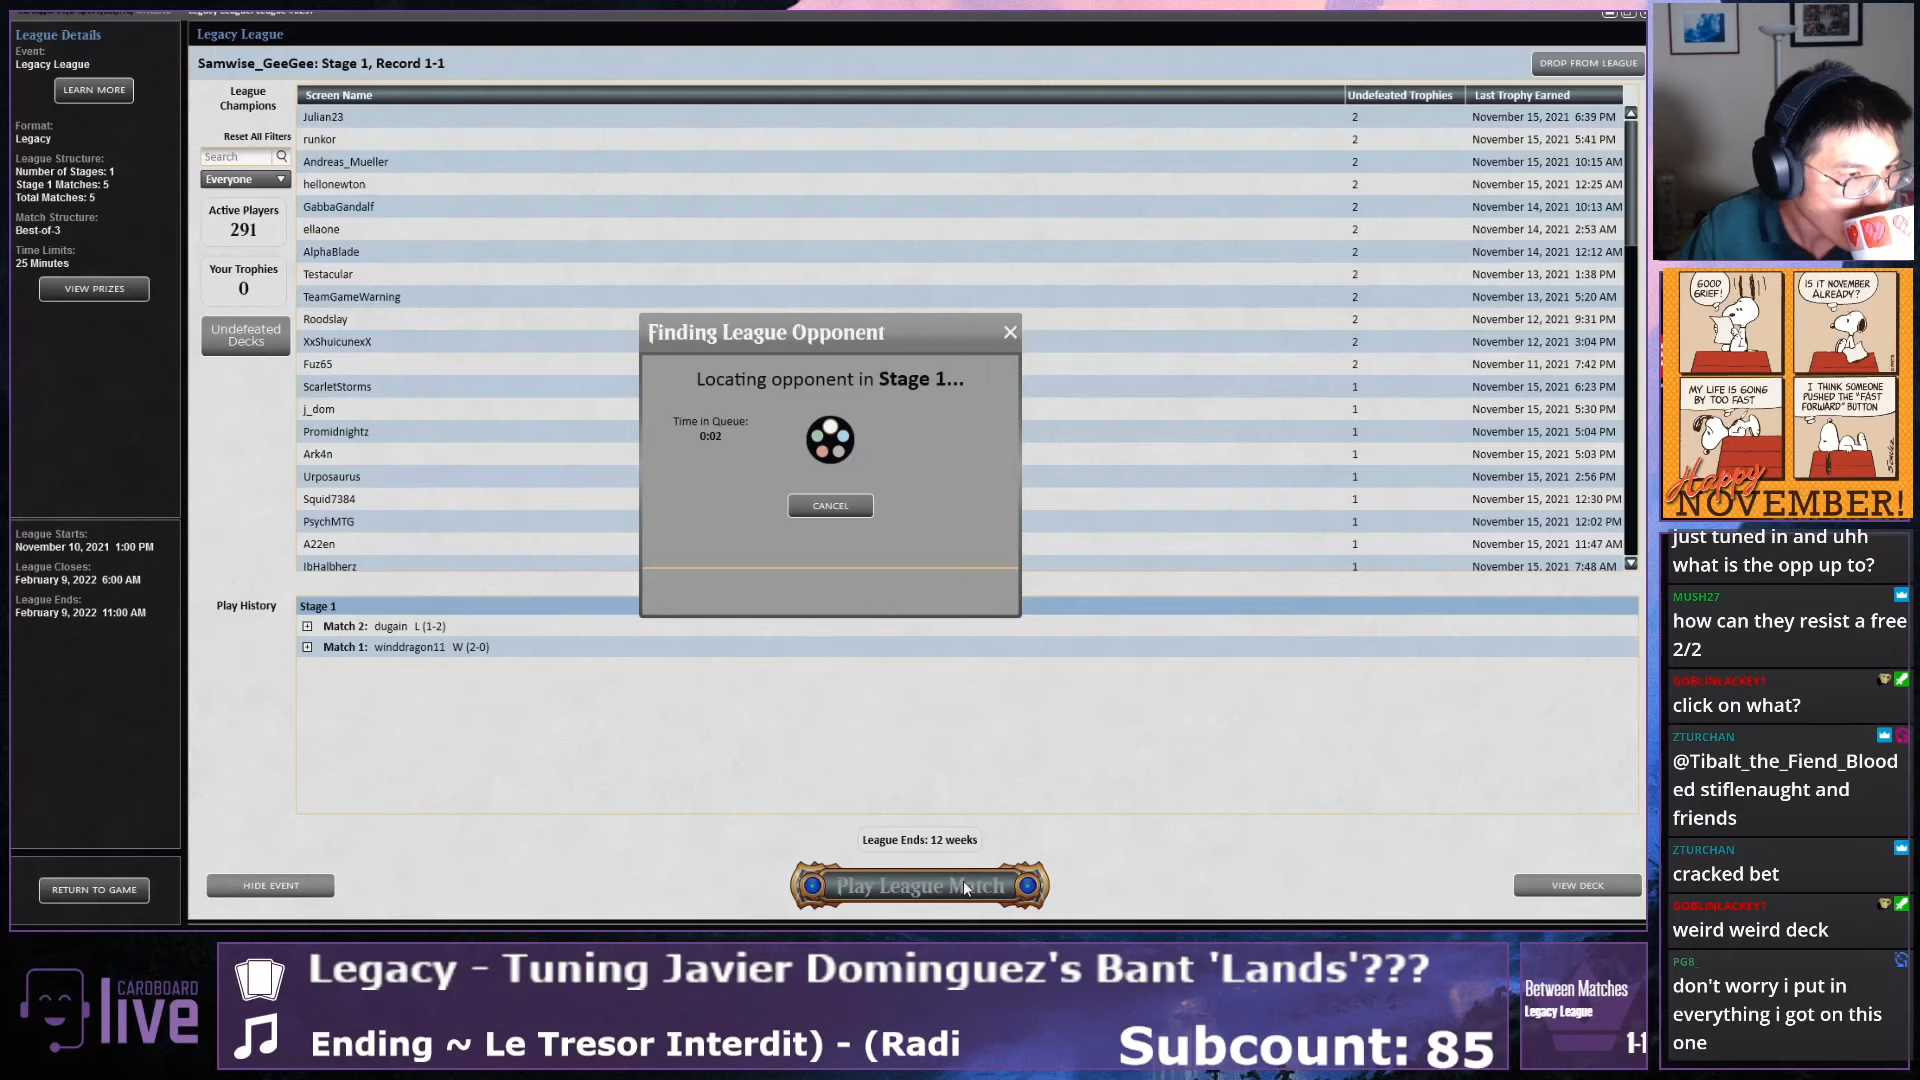 League Details
Event:
Legacy League
LEARN MORE
Format:
Legacy
League Structure:
Number of Stages: 1
Stage 1 Matches: 5
Total Matches: 5
Match Structure:
Best-of-3
Time Limits:
25 Minutes
VIEW PRIZES
League Starts:
November 10, 2021 1:00 PM
League Closes:
February 9, 2022 6:00 AM
League Ends:
February 9, 2022 11:00 AM
RETURN TO GAME
Legacy League
Samwise_GeeGee: Stage 1, Record 1-1
DROP FROM LEAGUE
League
Champions
Reset All Filters
Search
Everyone
Active Players
291
Your Trophies
0
Undefeated
Decks
Screen Name Undefeated Trophies Last Trophy Earned
Julian23 2 November 15, 2021 6:39 PM
runkor 2 November 15, 2021 5:41 PM
Andreas_Mueller 2 November 15, 2021 10:15 AM
hellonewton 2 November 15, 2021 12:25 AM
GabbaGandalf 2 November 14, 2021 10:13 AM
ellaone 2 November 14, 2021 2:53 AM
AlphaBlade 2 November 14, 2021 12:12 AM
Testacular 2 November 13, 2021 1:38 PM
TeamGameWarning 2 November 13, 2021 5:20 AM
Roodslay 2 November 12, 2021 9:31 PM
XxShuicunexX 2 November 12, 2021 3:04 PM
Fuz65 2 November 11, 2021 7:42 PM
ScarletStorms 1 November 15, 2021 6:23 PM
j_dom 1 November 15, 2021 5:30 PM
Promidnightz 1 November 15, 2021 5:04 PM
Ark4n 1 November 15, 2021 5:03 PM
Urposaurus 1 November 15, 2021 2:56 PM
Squid7384 1 November 15, 2021 12:30 PM
PsychMTG 1 November 15, 2021 12:02 PM
A22en 1 November 15, 2021 11:47 AM
IbHalbherz 1 November 15, 2021 7:48 AM
Finding League Opponent
Locating opponent in Stage 1...
Time in Queue:
0:02
CANCEL
Play History
Stage 1
Match 2: dugain L (1-2)
Match 1: winddragon11 W (2-0)
League Ends: 12 weeks
HIDE EVENT
Play League Match
VIEW DECK
GOOD
GRIEF!
IS IT NOVEMBER
ALREADY?
MY LIFE IS GOING
BY TOO FAST
I THINK SOMEONE
PUSHED THE "FAST
FORWARD" BUTTON
SCHULZ
Happy
NOVEMBER!
just tuned in and uhh
what is the opp up to?
MUSH27
how can they resist a free
2/2
GOBLINLACKEY1
click on what?
ZTURCHAN
@Tibalt_the_Fiend_Blood
ed stiflenaught and
friends
ZTURCHAN
cracked bet
GOBLINLACKEY1
weird weird deck
PG8_
don't worry i put in
everything i got on this
one
CARDBOARD
live
Legacy - Tuning Javier Dominguez's Bant 'Lands'???
Ending ~ Le Tresor Interdit) - (Radi
Subcount: 85
Between Matches
Legacy League
1-1